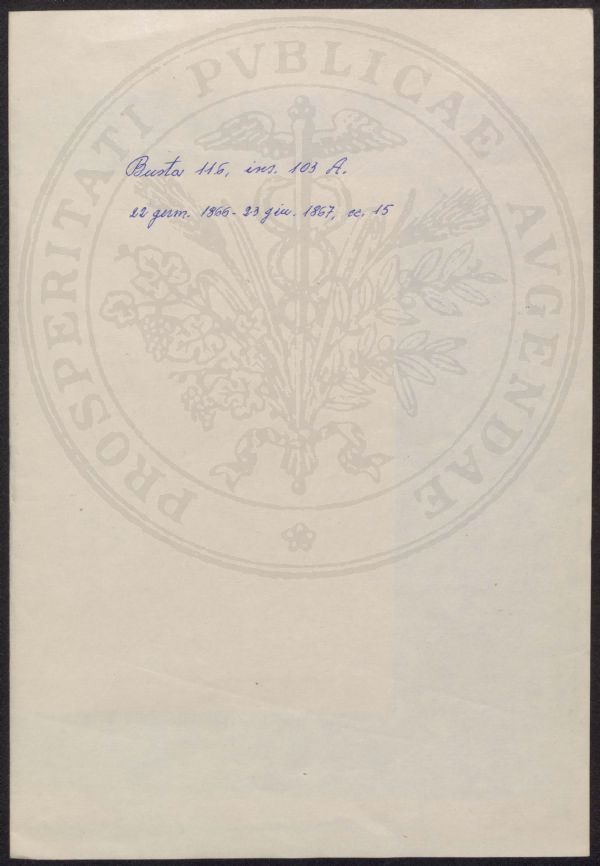 PROSPERITATI PVBLICAE AVGENDAE
Busta 116, ins. 103 A.
22 genn. 1866 - 23 giu. 1867, cc. 15